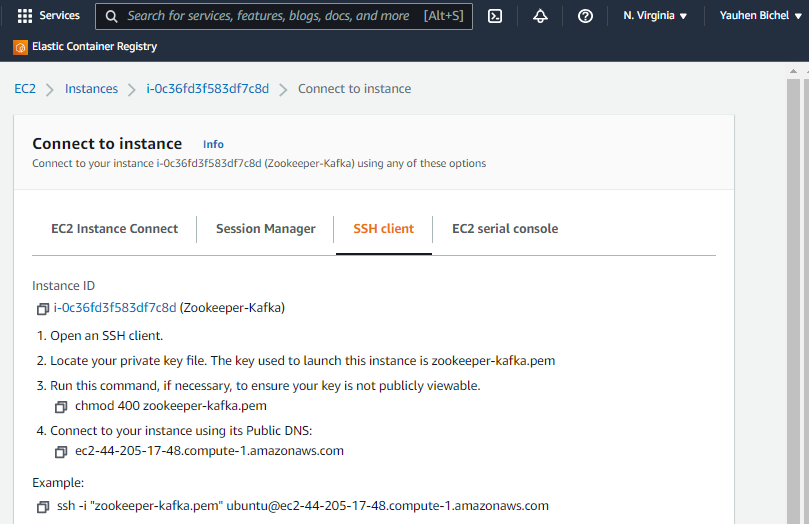 Services
Search for services, features, blogs, docs, and more [Alt+S]
N. Virginia
Yauhen Bichel
Elastic Container Registry
EC2
Instances
i-0c36fd3f583df7c8d
Connect to instance
Connect to instance Info
Connect to your instance i-0c36fd3f583df7c8d (Zookeeper-Kafka) using any of these options
EC2 Instance Connect
Session Manager
SSH client
EC2 serial console
Instance ID
i-0c36fd3f583df7c8d (Zookeeper-Kafka)
1. Open an SSH client.
2. Locate your private key file. The key used to launch this instance is zookeeper-kafka.pem
3. Run this command, if necessary, to ensure your key is not publicly viewable.
chmod 400 zookeeper-kafka.pem
4. Connect to your instance using its Public DNS:
ec2-44-205-17-48.compute-1.amazonaws.com
Example:
ssh -i "zookeeper-kafka.pem" ubuntu@ec2-44-205-17-48.compute-1.amazonaws.com